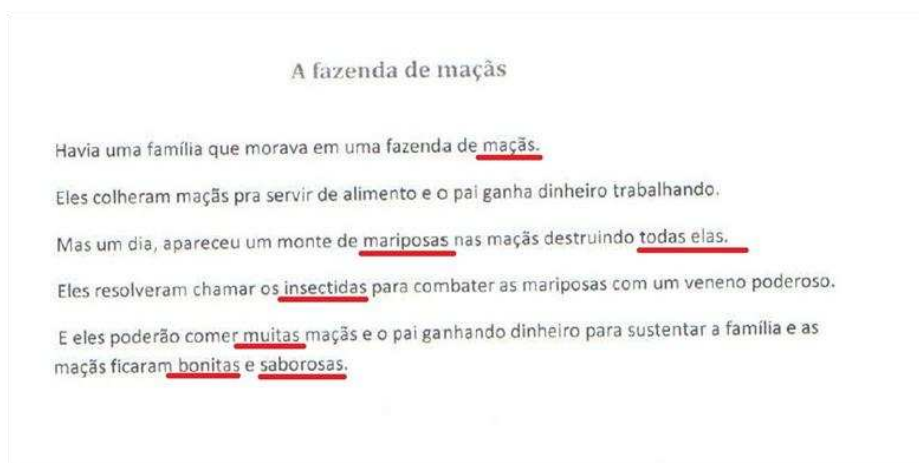 A fazenda de maçãs
Havia uma família que morava em uma fazenda de maçãs.
Eles colheram maçãs pra servir de alimento e o pai ganha dinheiro trabalhando.
Mas um dia, apareceu um monte de mariposas nas maçãs destruindo todas elas.
Eles resolveram chamar os insectidas para combater as mariposas com um veneno poderoso.
E eles poderão comer muitas maçãs e o pai ganhando dinheiro para sustentar a família e as
maçãs ficaram bonitas e saborosas.